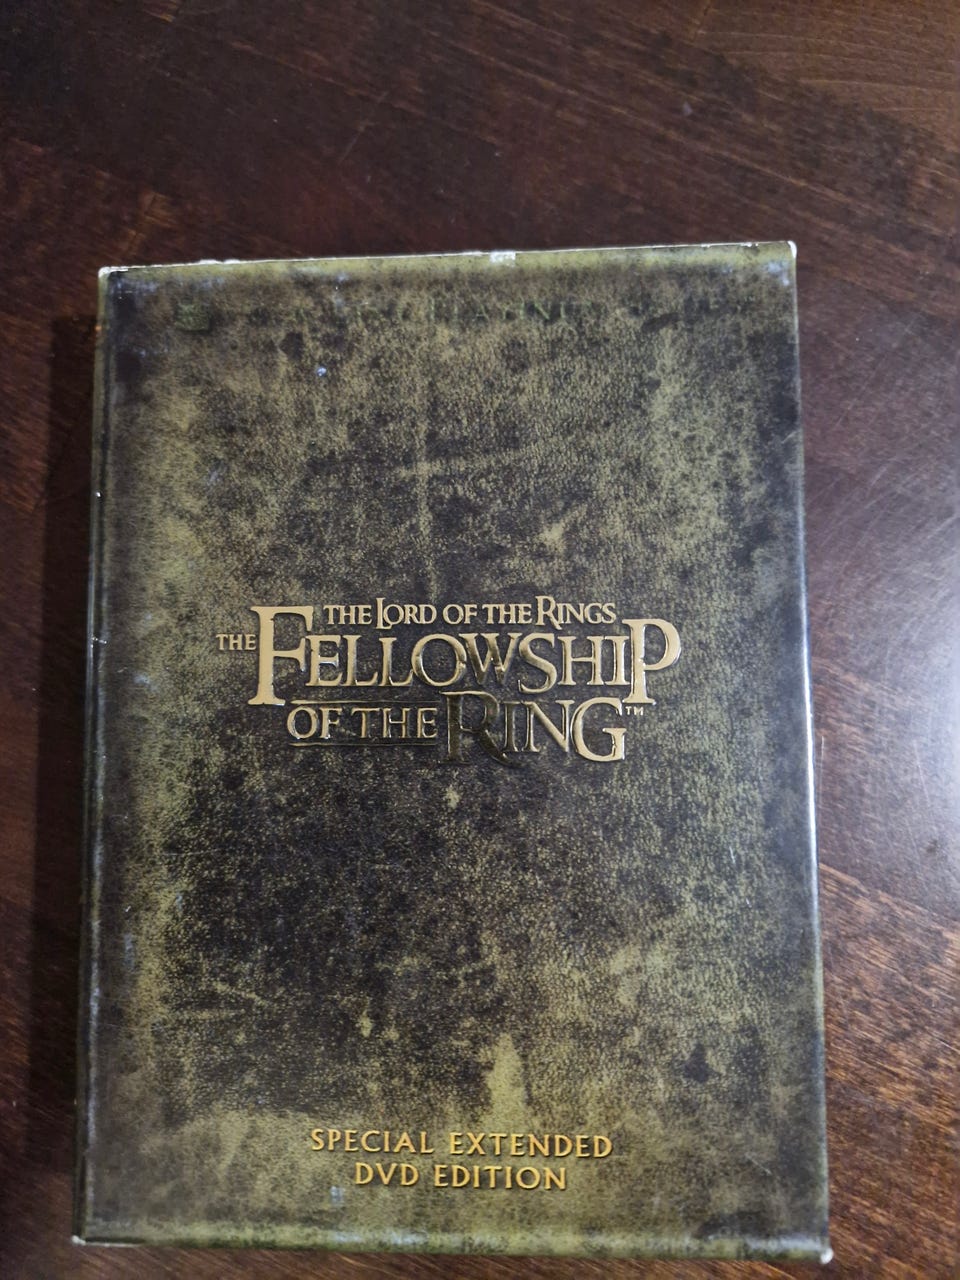 THE LORD OF THE RINGS
THE FELLOWSHIP
OF THE RING™
SPECIAL EXTENDED
DVD EDITION